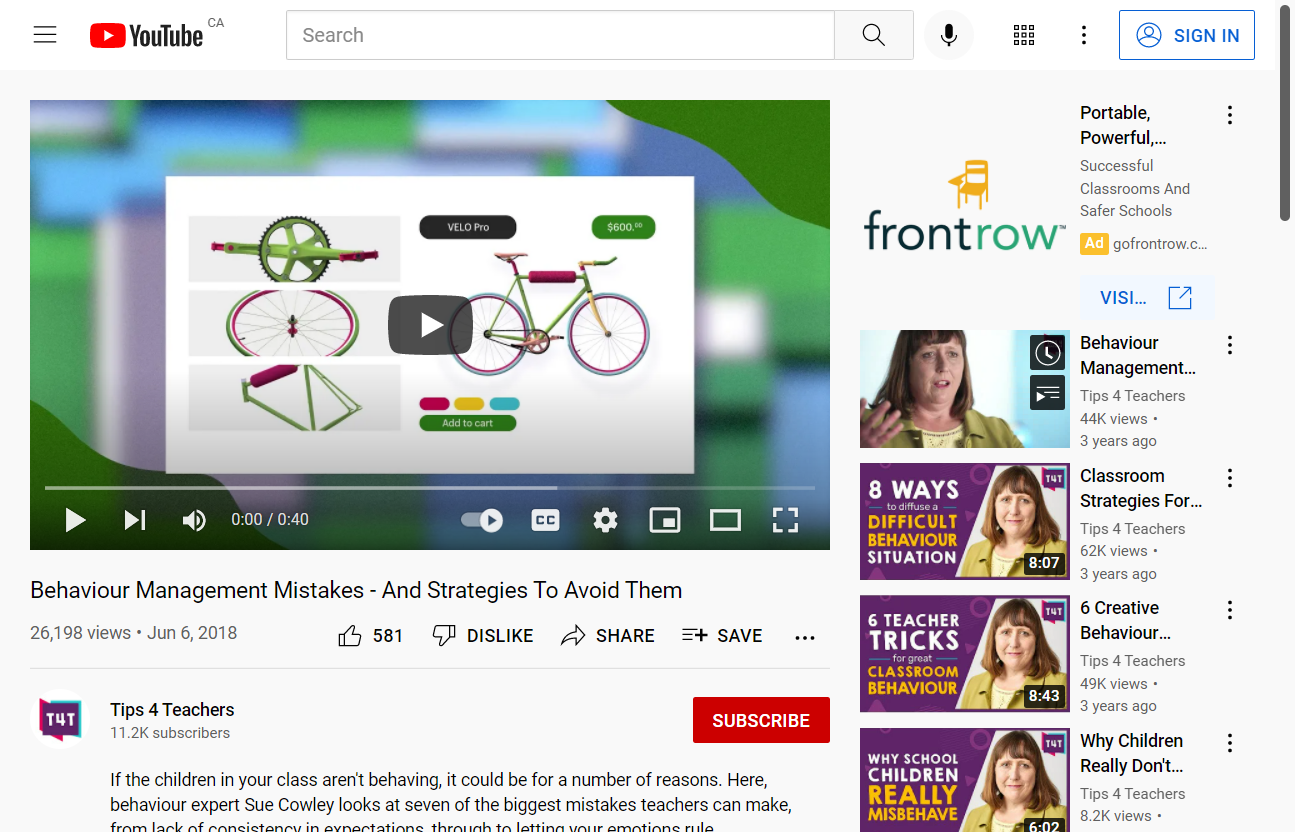 YouTube CA
Search
SIGN IN
VELO Pro
$600.00
Add to cart
0:00 / 0:40
CC
Behaviour Management Mistakes - And Strategies To Avoid Them
26,198 views • Jun 6, 2018
581
DISLIKE
SHARE
SAVE
T4T
Tips 4 Teachers
11.2K subscribers
SUBSCRIBE
If the children in your class aren't behaving, it could be for a number of reasons. Here,
behaviour expert Sue Cowley looks at seven of the biggest mistakes teachers can make,
from lack of consistency in expectations, through to letting your emotions rule
frontrow™
Portable,
Powerful,...
Successful
Classrooms And
Safer Schools
Ad gofrontrow.c...
VISI...
Behaviour
Management...
Tips 4 Teachers
44K views •
3 years ago
8 WAYS
to diffuse a
DIFFICULT
BEHAVIOUR
SITUATION
T4T
8:07
Classroom
Strategies For...
Tips 4 Teachers
62K views •
3 years ago
6 TEACHER
TRICKS
for great
CLASSROOM
BEHAVIOUR
T4T
8:43
6 Creative
Behaviour...
Tips 4 Teachers
49K views •
3 years ago
WHY SCHOOL
CHILDREN
REALLY
MISBEHAVE
T4T
6:02
Why Children
Really Don't...
Tips 4 Teachers
8.2K views •